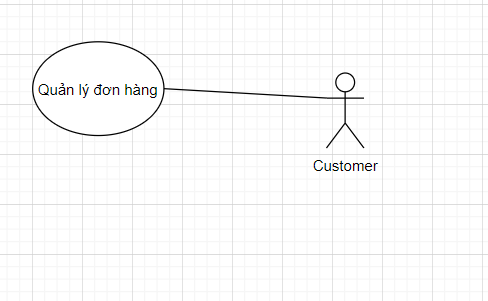 Quản lý đơn hàng
Customer